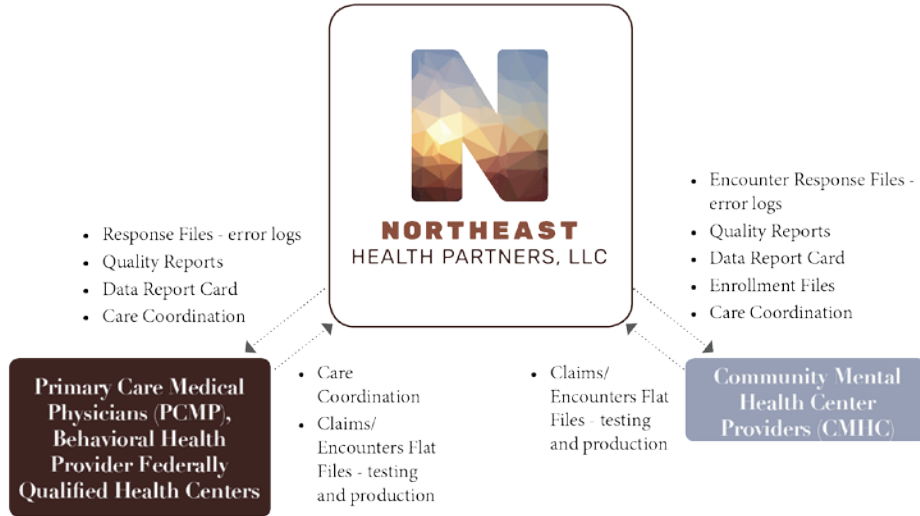 NORTHEAST
HEALTH PARTNERS, LLC
• Response Files - error logs
• Quality Reports
• Data Report Card
• Care Coordination
• Encounter Response Files -
error logs
• Quality Reports
• Data Report Card
• Enrollment Files
• Care Coordination
Primary Care Medical
Physicians (PCMP),
Behavioral Health
Provider Federally
Qualified Health Centers
• Care
Coordination
• Claims/
Encounters Flat
Files - testing
and production
• Claims/
Encounters Flat
Files - testing
and production
Community Mental
Health Center
Providers (CMHC)